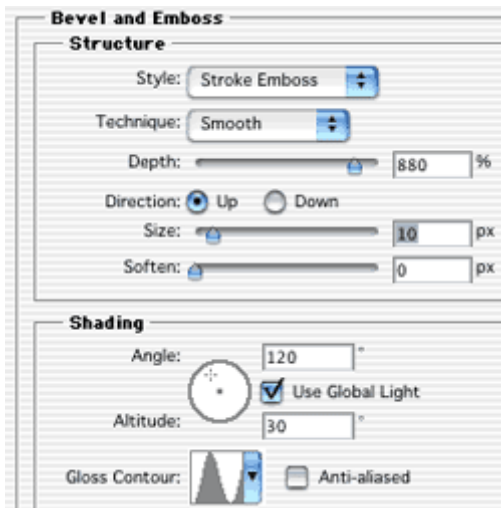 Bevel and Emboss
Structure
Style: Stroke Emboss
Technique: Smooth
Depth: 880 %
Direction: Up Down
Size: 10 px
Soften: 0 px
Shading
Angle: 120 °
Use Global Light
Altitude: 30 °
Gloss Contour: Anti-aliased